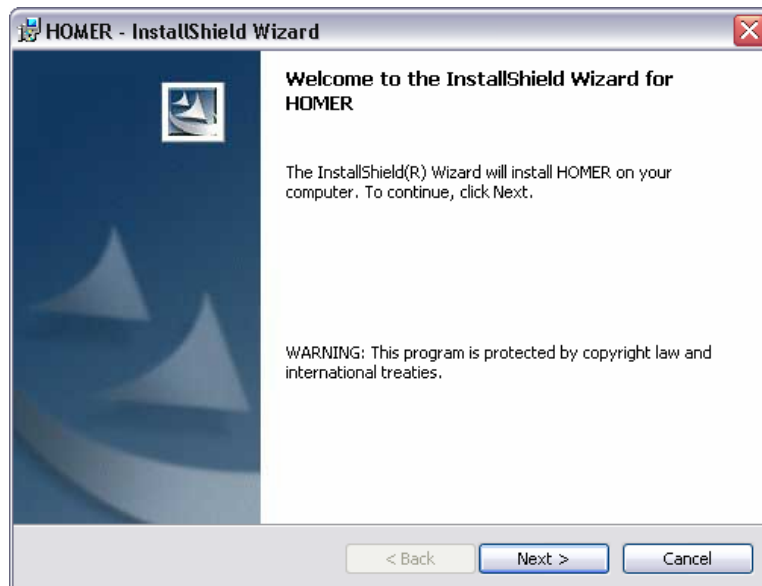 HOMER - InstallShield Wizard
Welcome to the InstallShield Wizard for
HOMER
The InstallShield(R) Wizard will install HOMER on your
computer. To continue, click Next.
WARNING: This program is protected by copyright law and
international treaties.
< Back
Next >
Cancel